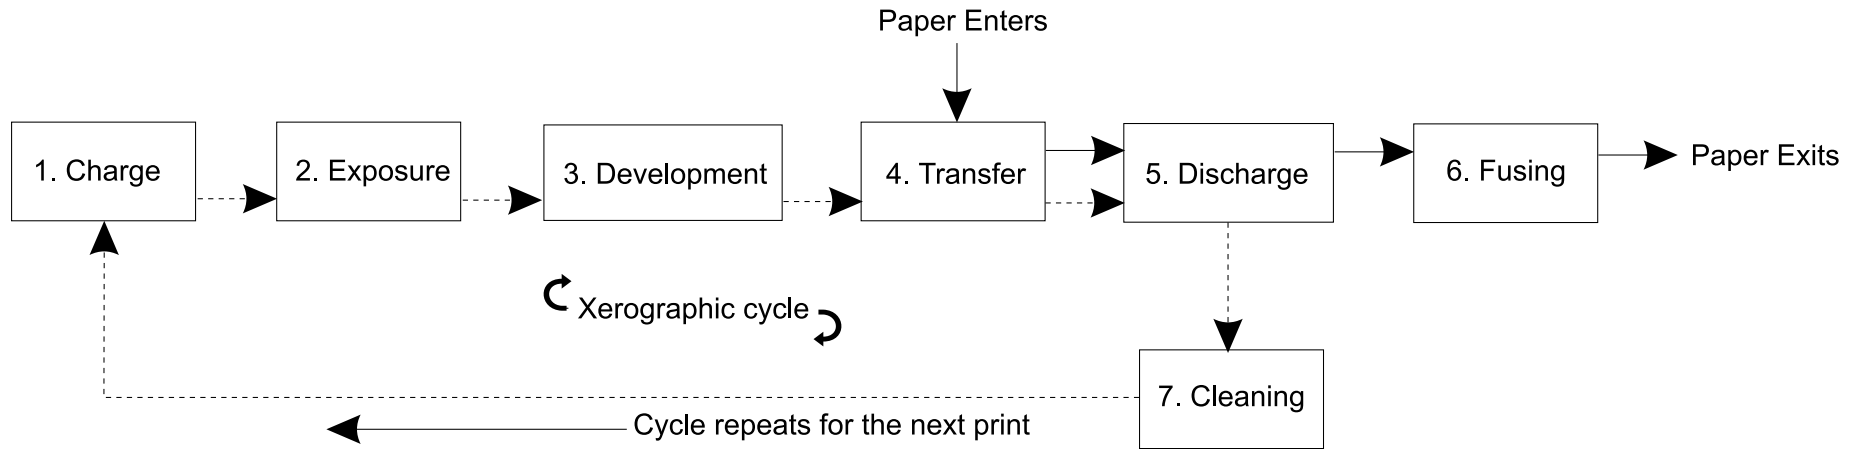 Paper Enters
1. Charge
2. Exposure
3. Development
4. Transfer
5. Discharge
6. Fusing
Paper Exits
Xerographic cycle
7. Cleaning
Cycle repeats for the next print